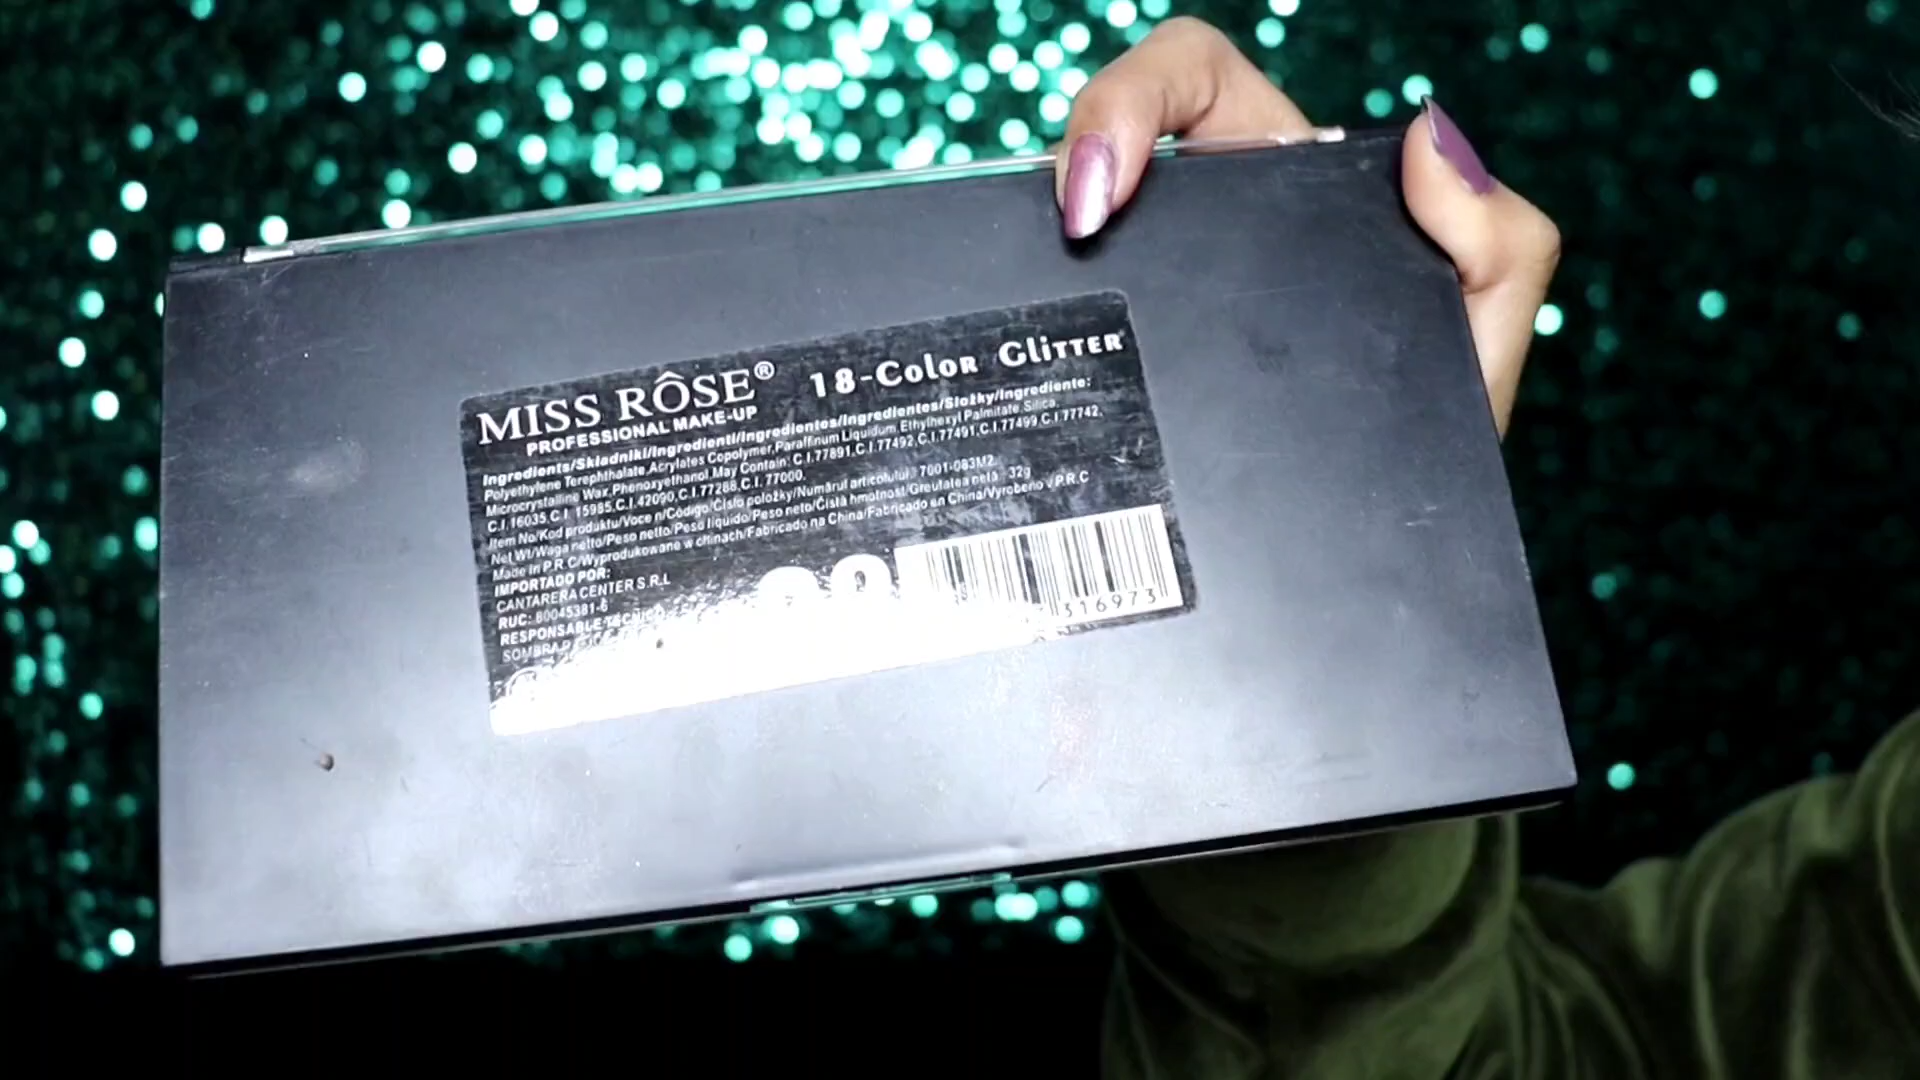 MISS RÔSE® 18-Color Glitter
PROFESSIONAL MAKE-UP
Ingredients/Składniki/Ingredienti/Ingredientes/Ingredientes/Složky/Ingrediente:
Polyethylene Terephthalate,Acrylates Copolymer,Paraffinum Liquidum,Ethylhexyl Palmitate,Silica,
Microcrystalline Wax,Phenoxyethanol,May Contain: C.I.77891,C.I.77492,C.I.77491,C.I.77499,C.I.77742,
C.I.16035,C.I. 15985,C.I.42090,C.I.77288,C.I.77000.
Item No/Kod produktu/Voce n/Código/Číslo položky/Numărul articolului: 7001-083M2
Net Wt/Waga netto/Peso netto/Peso líquido/Peso neto/Čistá hmotnost/Greutatea netă 32g
Made in P.R.C/Wyprodukowane w chinach/Fabricado na China/Fabricado en China/Vyrobeno v P.R.C
IMPORTADO POR:
CANTARERA CENTER S.R.L
RUC: 80045381-6
RESPONSABLE
SOMBRA
316973